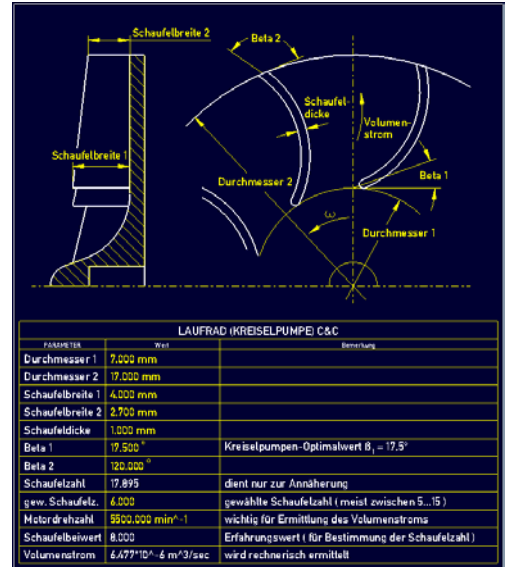 Schaufelbreite 2
Beta 2
Schaufel-
dicke
Volumen-
strom
Schaufelbreite 1
Beta 1
Durchmesser 2
ω
Durchmesser 1
LAUFRAD (KREISELPUMPE) C&C
PARAMETER Wert Bemerkung
Durchmesser 1 7.000 mm
Durchmesser 2 17.000 mm
Schaufelbreite 1 4.000 mm
Schaufelbreite 2 2.700 mm
Schaufeldicke 1.000 mm
Beta 1 17.500 ° Kreiselpumpen-Optimalwert ß₁ = 17.5°
Beta 2 120.000 °
Schaufelzahl 17.895 dient nur zur Annäherung
gew. Schaufelz. 6.000 gewählte Schaufelzahl ( meist zwischen 5...15 )
Motordrehzahl 5500.000 min^-1 wichtig für Ermittlung des Volumenstroms
Schaufelbeiwert 8.000 Erfahrungswert ( für Bestimmung der Schaufelzahl )
Volumenstrom 6.477*10^-6 m^3/sec wird rechnerisch ermittelt